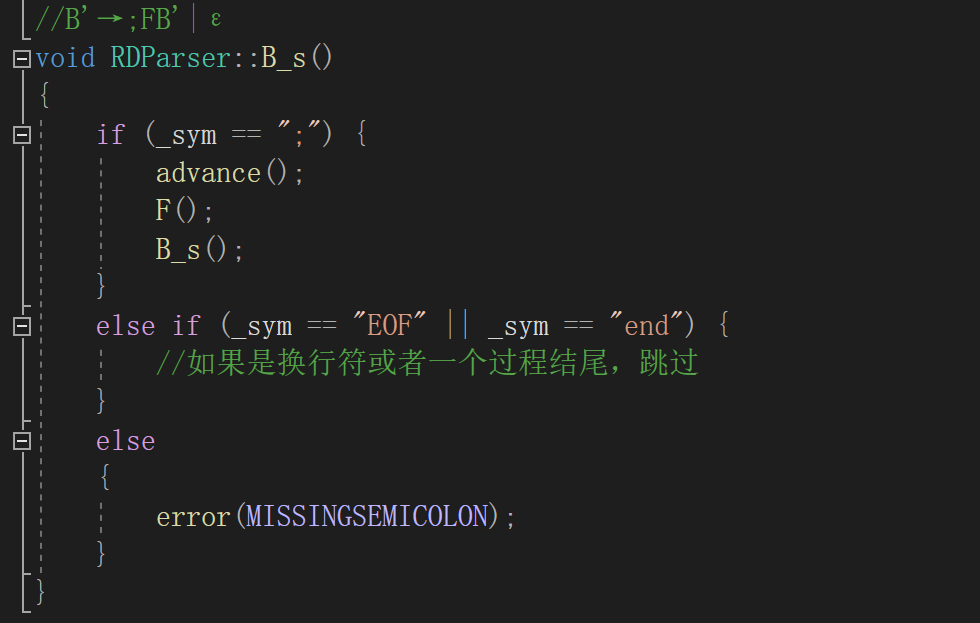 //B'→;FB'|ε
void RDParser::B_s()
{
if (_sym == ";") {
advance();
F();
B_s();
}
else if (_sym == "EOF" || _sym == "end") {
//如果是换行符或者一个过程结尾，跳过
}
else
{
error(MISSINGSEMICOLON);
}
}